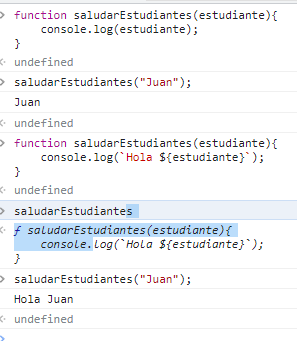 function saludarEstudiantes(estudiante){
    console.log(estudiante);
}
undefined
saludarEstudiantes("Juan");
Juan
undefined
function saludarEstudiantes(estudiante){
    console.log(`Hola ${estudiante}`);
}
undefined
saludarEstudiantes
ƒ saludarEstudiantes(estudiante){
    console.log(`Hola ${estudiante}`);
}
saludarEstudiantes("Juan");
Hola Juan
undefined